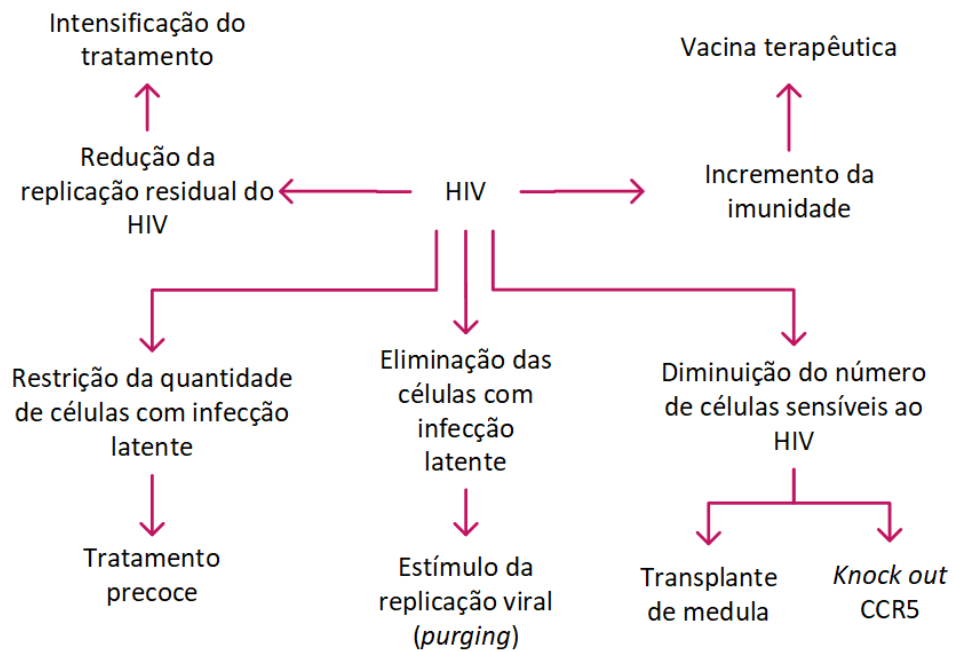 Intensificação do
tratamento
Vacina terapêutica
Redução da
replicação residual do
HIV
HIV
Incremento da
imunidade
Restrição da quantidade
de células com infecção
latente
Eliminação das
células com
infecção
latente
Diminuição do número
de células sensíveis ao
HIV
Tratamento
precoce
Estímulo da
replicação viral
(purging)
Transplante
de medula
Knock out
CCR5